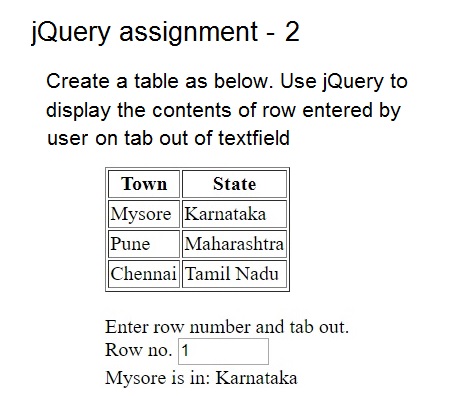 jQuery assignment - 2
Create a table as below. Use jQuery to
display the contents of row entered by
user on tab out of textfield
Town State
Mysore Karnataka
Pune Maharashtra
Chennai Tamil Nadu
Enter row number and tab out.
Row no. 1
Mysore is in: Karnataka